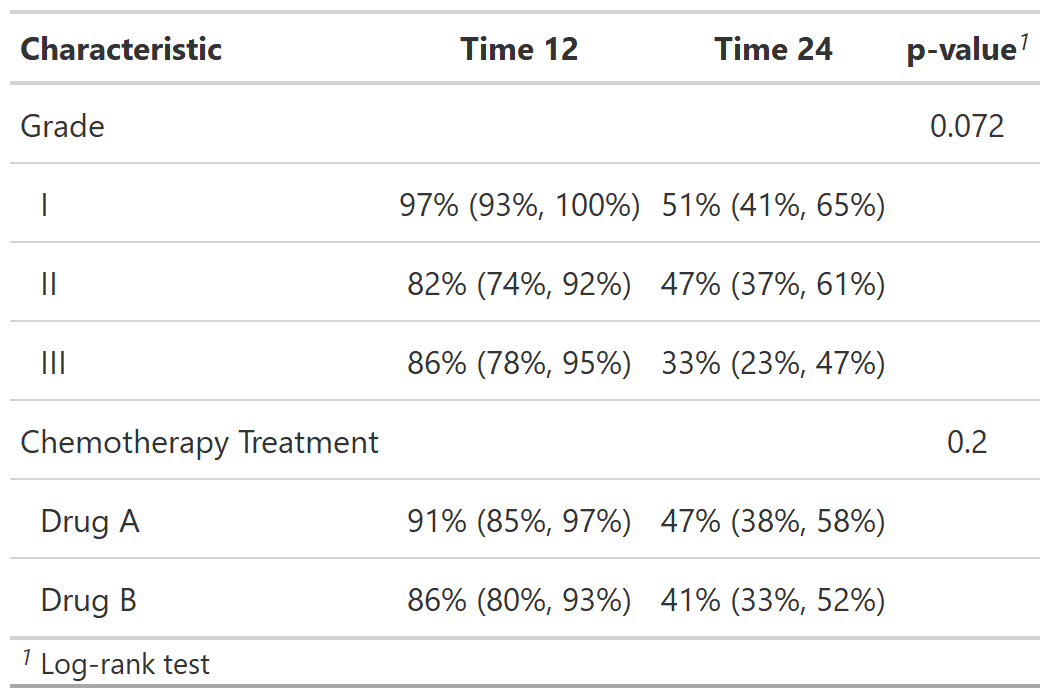 Characteristic Time 12 Time 24 p-value1
Grade 0.072
I 97% (93%, 100%) 51% (41%, 65%)
II 82% (74%, 92%) 47% (37%, 61%)
III 86% (78%, 95%) 33% (23%, 47%)
Chemotherapy Treatment 0.2
Drug A 91% (85%, 97%) 47% (38%, 58%)
Drug B 86% (80%, 93%) 41% (33%, 52%)
1 Log-rank test